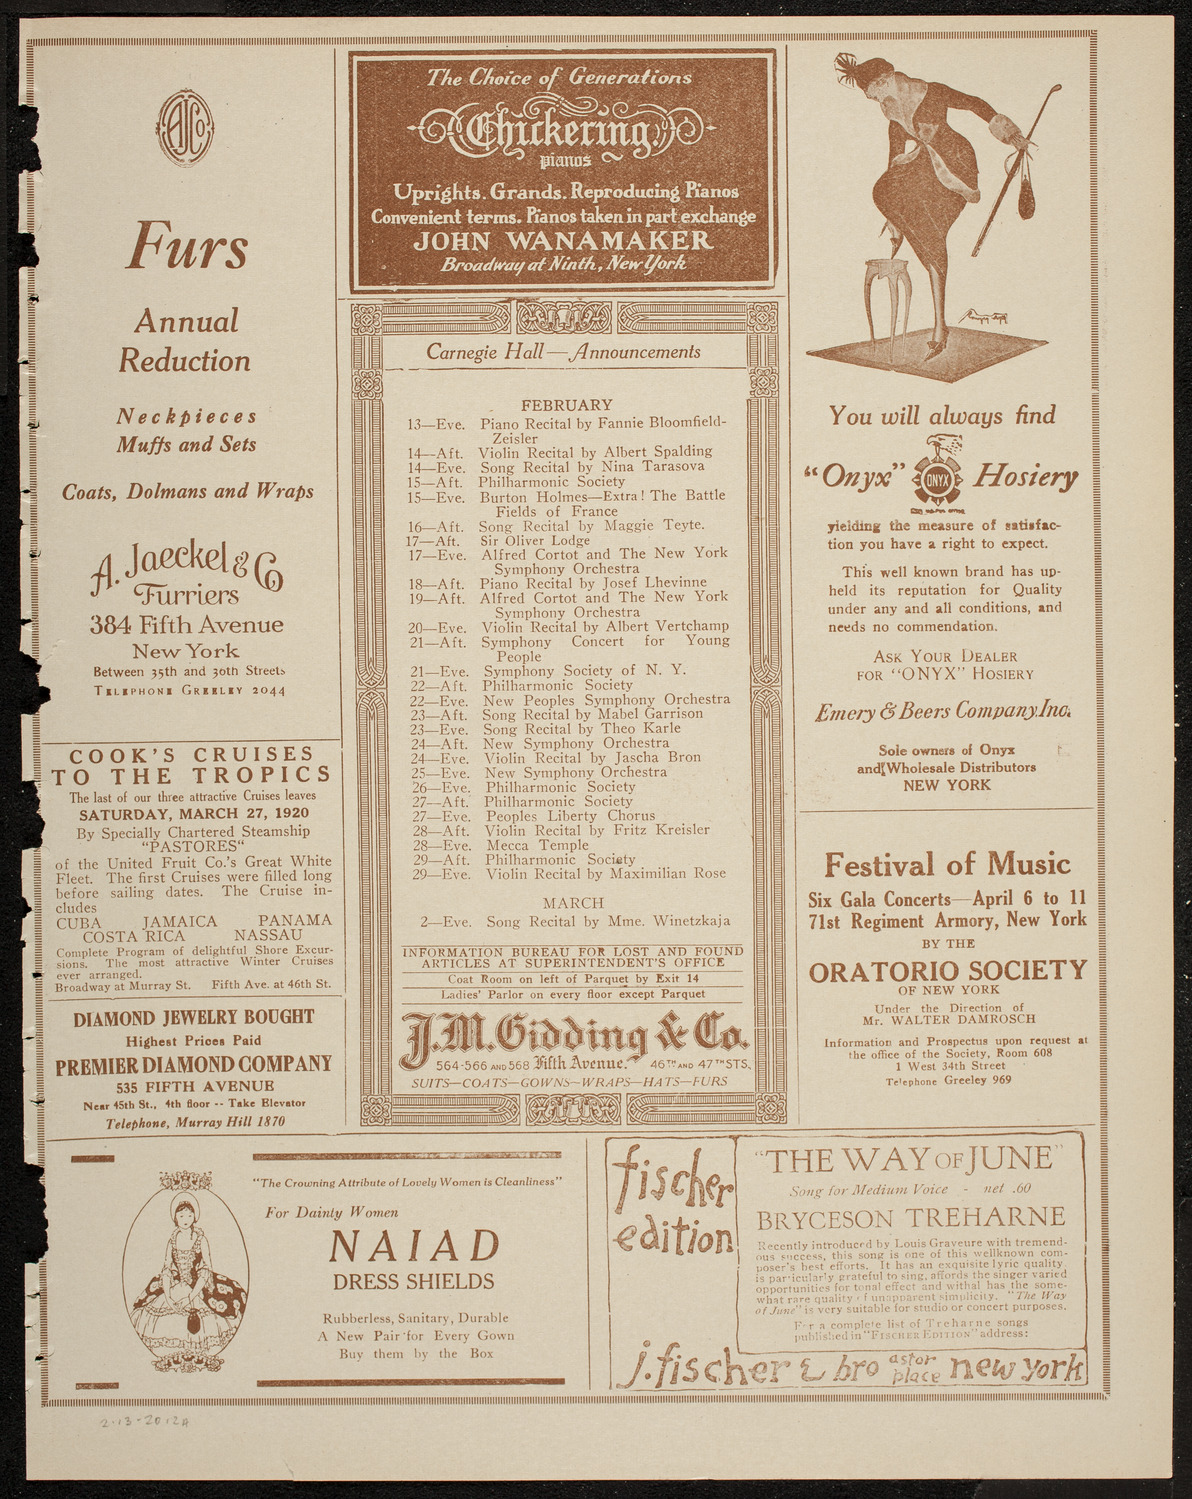 AJCo
Furs
Annual
Reduction
Neckpieces
Muffs and Sets
Coats, Dolmans and Wraps
A. Jaeckel & Co
Furriers
384 Fifth Avenue
New York
Between 35th and 36th Streets
TELEPHONE GREELEY 2044
COOK'S CRUISES
TO THE TROPICS
The last of our three attractive Cruises leaves
SATURDAY, MARCH 27, 1920
By Specially Chartered Steamship
"PASTORES"
of the United Fruit Co.'s Great White
Fleet. The first Cruises were filled long
before sailing dates. The Cruise in-
cludes
CUBA JAMAICA PANAMA
COSTA RICA NASSAU
Complete Program of delightful Shore Excur-
sions. The most attractive Winter Cruises
ever arranged.
Broadway at Murray St. Fifth Ave. at 46th St.
DIAMOND JEWELRY BOUGHT
Highest Prices Paid
PREMIER DIAMOND COMPANY
535 FIFTH AVENUE
Near 45th St., 4th floor -- Take Elevator
Telephone, Murray Hill 1870
The Choice of Generations
Chickering
pianos
Uprights. Grands. Reproducing Pianos
Convenient terms. Pianos taken in part exchange
JOHN WANAMAKER
Broadway at Ninth, New York
Carnegie Hall—Announcements
FEBRUARY
13—Eve. Piano Recital by Fannie Bloomfield-
Zeisler
14—Aft. Violin Recital by Albert Spalding
14—Eve. Song Recital by Nina Tarasova
15—Aft. Philharmonic Society
15—Eve. Burton Holmes—Extra! The Battle
Fields of France
16—Aft. Song Recital by Maggie Teyte.
17—Aft. Sir Oliver Lodge
17—Eve. Alfred Cortot and The New York
Symphony Orchestra
18—Aft. Piano Recital by Josef Lhevinne
19—Aft. Alfred Cortot and The New York
Symphony Orchestra
20—Eve. Violin Recital by Albert Vertchamp
21—Aft. Symphony Concert for Young
People
21—Eve. Symphony Society of N. Y.
22—Aft. Philharmonic Society
22—Eve. New Peoples Symphony Orchestra
23—Aft. Song Recital by Mabel Garrison
23—Eve. Song Recital by Theo Karle
24—Aft. New Symphony Orchestra
24—Eve. Violin Recital by Jascha Bron
25—Eve. New Symphony Orchestra
26—Eve. Philharmonic Society
27—Aft. Philharmonic Society
27—Eve. Peoples Liberty Chorus
28—Aft. Violin Recital by Fritz Kreisler
28—Eve. Mecca Temple
29—Aft. Philharmonic Society
29—Eve. Violin Recital by Maximilian Rose
MARCH
2—Eve. Song Recital by Mme. Winetzkaja
INFORMATION BUREAU FOR LOST AND FOUND
ARTICLES AT SUPERINTENDENT'S OFFICE
Coat Room on left of Parquet by Exit 14
Ladies' Parlor on every floor except Parquet
J.M. Gidding & Co.
564-566 AND 568 Fifth Avenue. 46TH AND 47TH STS.
SUITS—COATS—GOWNS—WRAPS—HATS—FURS
You will always find
"Onyx" ONYX Hosiery
yielding the measure of satisfac-
tion you have a right to expect.
This well known brand has up-
held its reputation for Quality
under any and all conditions, and
needs no commendation.
ASK YOUR DEALER
FOR "ONYX" HOSIERY
Emery & Beers Company, Inc.
Sole owners of Onyx
and Wholesale Distributors
NEW YORK
Festival of Music
Six Gala Concerts—April 6 to 11
71st Regiment Armory, New York
BY THE
ORATORIO SOCIETY
OF NEW YORK
Under the Direction of
Mr. WALTER DAMROSCH
Information and Prospectus upon request at
the office of the Society, Room 608
1 West 34th Street
Telephone Greeley 969
"The Crowning Attribute of Lovely Women is Cleanliness"
For Dainty Women
NAIAD
DRESS SHIELDS
Rubberless, Sanitary, Durable
A New Pair for Every Gown
Buy them by the Box
fischer
edition
"THE WAY OF JUNE"
Song for Medium Voice - net .60
BRYCESON TREHARNE
Recently introduced by Louis Graveure with tremend-
ous success, this song is one of this wellknown com-
poser's best efforts. It has an exquisite lyric quality,
is particularly grateful to sing, affords the singer varied
opportunities for tonal effect and withal has the some-
what rare quality of unapparent simplicity. "The Way
of June" is very suitable for studio or concert purposes.
For a complete list of Treharne songs
published in "FISCHER EDITION" address:
j. fischer & bro astor place new york
2-13-20 12A